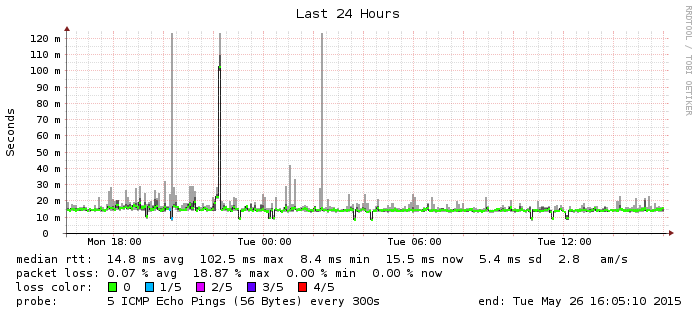 Last 24 Hours
RRDTOOL / TOBI OETIKER
Seconds
120 m
110 m
100 m
90 m
80 m
70 m
60 m
50 m
40 m
30 m
20 m
10 m
0
Mon 18:00 Tue 00:00 Tue 06:00 Tue 12:00
median rtt: 14.8 ms avg 102.5 ms max 8.4 ms min 15.5 ms now 5.4 ms sd 2.8 am/s
packet loss: 0.07 % avg 18.87 % max 0.00 % min 0.00 % now
loss color: 0 1/5 2/5 3/5 4/5
probe: 5 ICMP Echo Pings (56 Bytes) every 300s end: Tue May 26 16:05:10 2015